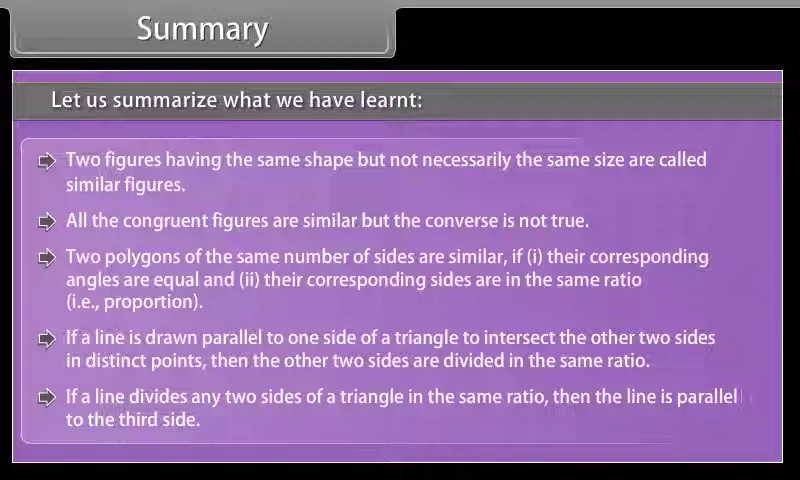 Summary
Let us summarize what we have learnt:
Two figures having the same shape but not necessarily the same size are called
similar figures.
All the congruent figures are similar but the converse is not true.
Two polygons of the same number of sides are similar, if (i) their corresponding
angles are equal and (ii) their corresponding sides are in the same ratio
(i.e., proportion).
If a line is drawn parallel to one side of a triangle to intersect the other two sides
in distinct points, then the other two sides are divided in the same ratio.
If a line divides any two sides of a triangle in the same ratio, then the line is parallel
to the third side.